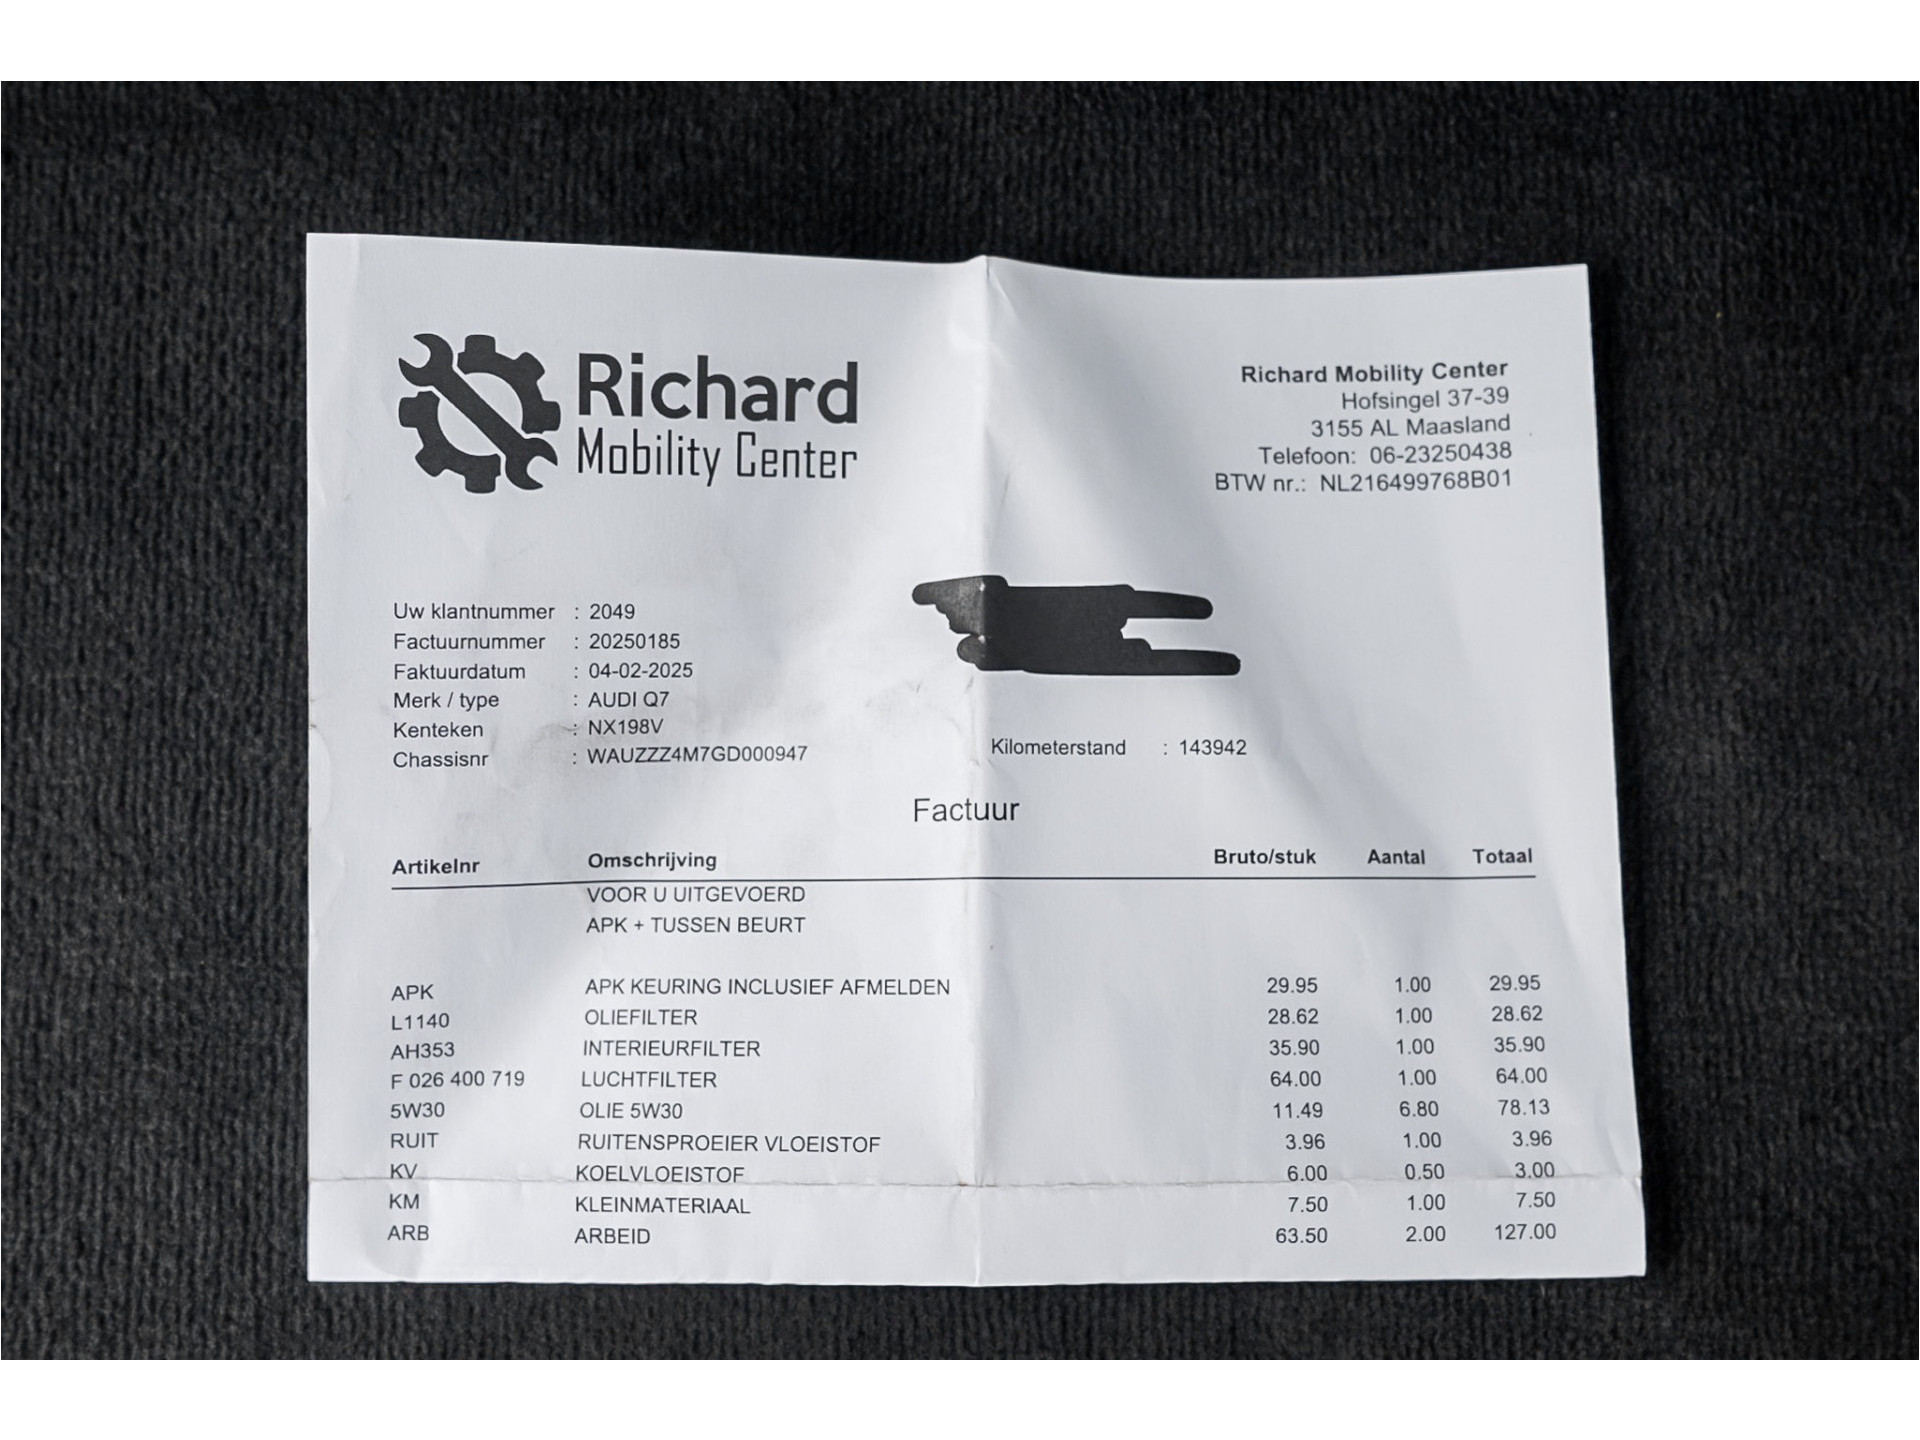 Richard
Mobility Center
Richard Mobility Center
Hofsingel 37-39
3155 AL Maasland
Telefoon: 06-23250438
BTW nr.: NL216499768B01
Uw klantnummer : 2049
Factuurnummer : 20250185
Faktuurdatum : 04-02-2025
Merk / type : AUDI Q7
Kenteken : NX198V
Chassisnr : WAUZZZ4M7GD000947
Kilometerstand : 143942
Factuur
Artikelnr Omschrijving Bruto/stuk Aantal Totaal
VOOR U UITGEVOERD
APK + TUSSEN BEURT
APK APK KEURING INCLUSIEF AFMELDEN 29.95 1.00 29.95
L1140 OLIEFILTER 28.62 1.00 28.62
AH353 INTERIEURFILTER 35.90 1.00 35.90
F 026 400 719 LUCHTFILTER 64.00 1.00 64.00
5W30 OLIE 5W30 11.49 6.80 78.13
RUIT RUITENSPROEIER VLOEISTOF 3.96 1.00 3.96
KV KOELVLOEISTOF 6.00 0.50 3.00
KM KLEINMATERIAAL 7.50 1.00 7.50
ARB ARBEID 63.50 2.00 127.00